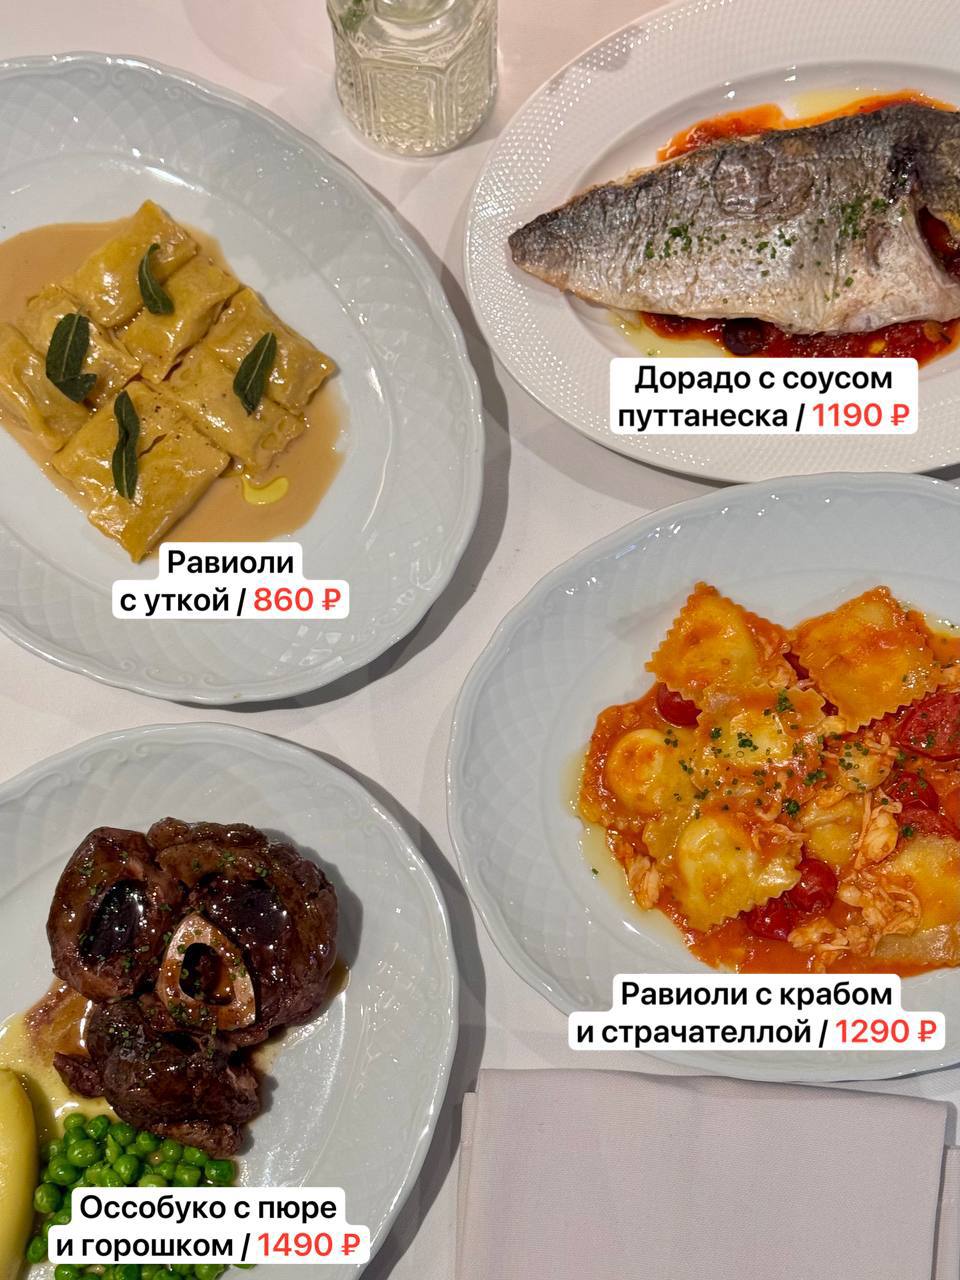 Дорадо с соусом
путтанеска / 1190 ₽
Равиоли
с уткой / 860 ₽
Равиоли с крабом
и страчателлой / 1290 ₽
Оссобуко с пюре
и горошком / 1490 ₽